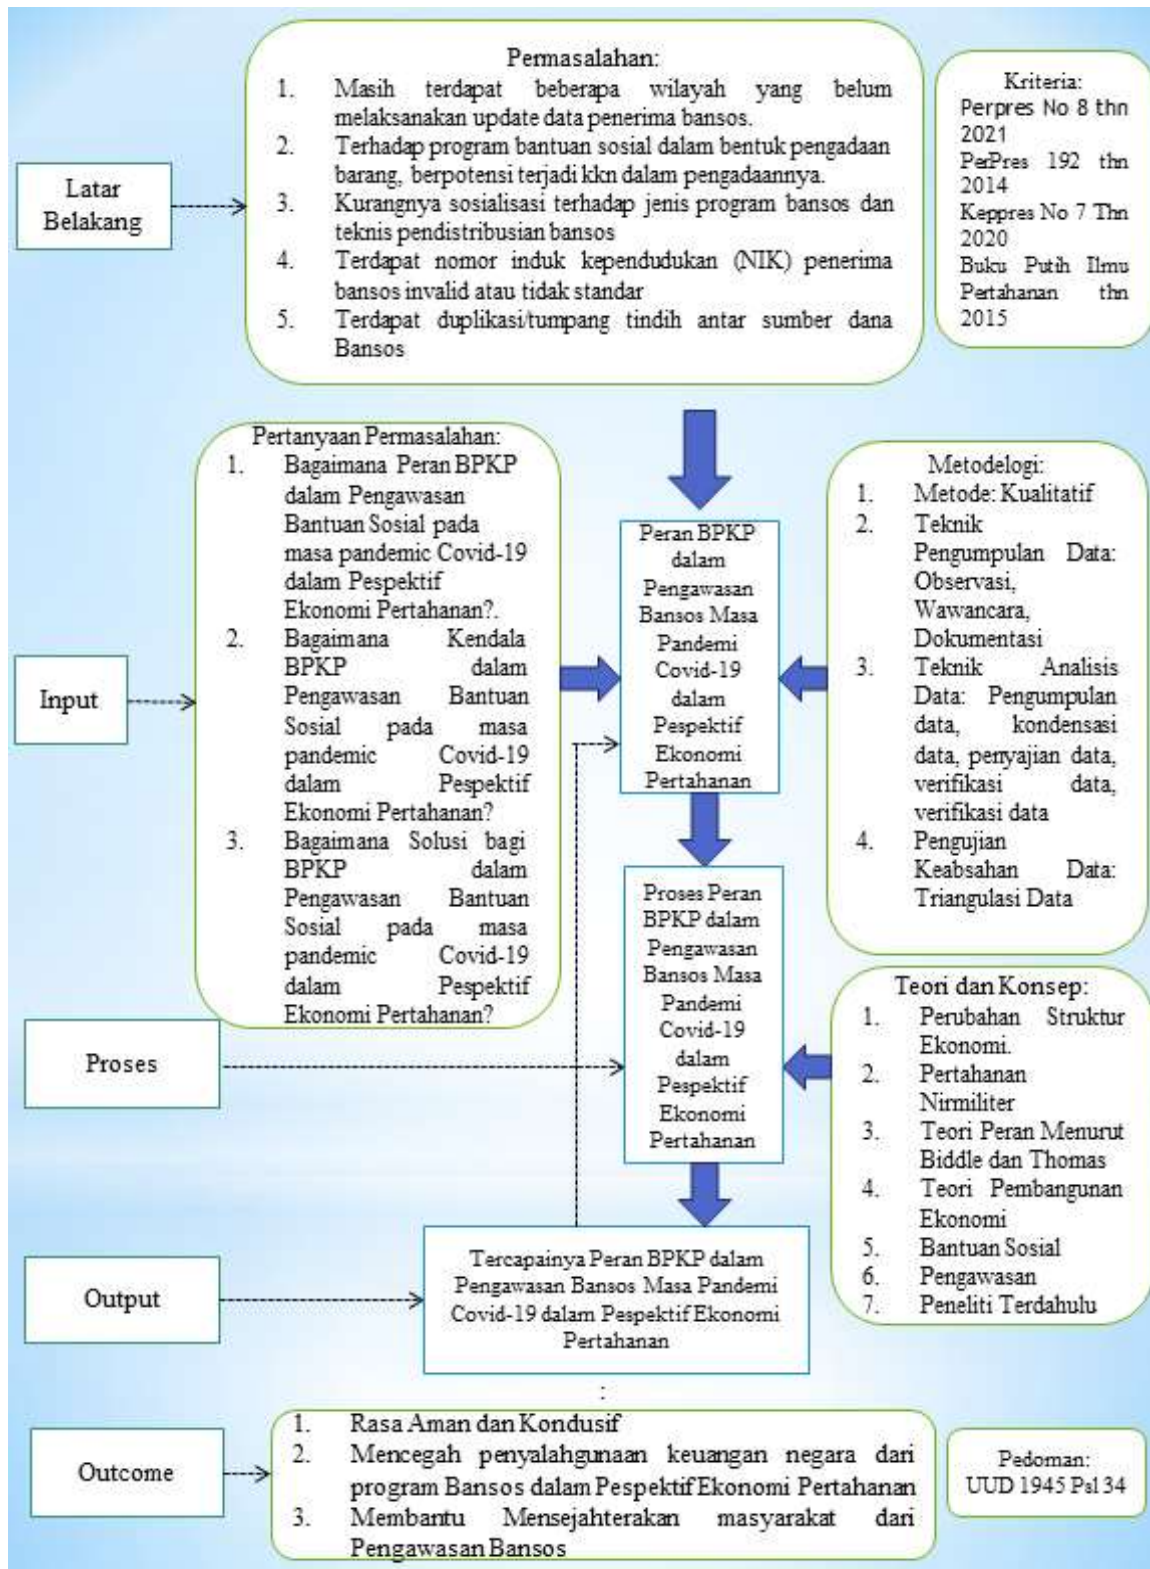 Permasalahan:
1. Masih terdapat beberapa wilayah yang belum
melaksanakan update data penerima bansos.
2. Terhadap program bantuan sosial dalam bentuk pengadaan
barang, berpotensi terjadi kkn dalam pengadaannya.
3. Kurangnya sosialisasi terhadap jenis program bansos dan
teknis pendistribusian bansos
4. Terdapat nomor induk kependudukan (NIK) penerima
bansos invalid atau tidak standar
5. Terdapat duplikasi/tumpang tindih antar sumber dana
Bansos
Kriteria:
Perpres No 8 thn
2021
PerPres 192 thn
2014
Keppres No 7 Thn
2020
Buku Putih Ilmu
Pertahanan thn
2015
Latar
Belakang
Pertanyaan Permasalahan:
1. Bagaimana Peran BPKP
dalam Pengawasan
Bantuan Sosial pada
masa pandemic Covid-19
dalam Pespektif
Ekonomi Pertahanan?.
2. Bagaimana Kendala
BPKP dalam
Pengawasan Bantuan
Sosial pada masa
pandemic Covid-19
dalam Pespektif
Ekonomi Pertahanan?
3. Bagaimana Solusi bagi
BPKP dalam
Pengawasan Bantuan
Sosial pada masa
pandemic Covid-19
dalam Pespektif
Ekonomi Pertahanan?
Input
Peran BPKP
dalam
Pengawasan
Bansos Masa
Pandemi
Covid-19
dalam
Pespektif
Ekonomi
Pertahanan
Metodelogi:
1. Metode: Kualitatif
2. Teknik
Pengumpulan Data:
Observasi,
Wawancara,
Dokumentasi
3. Teknik Analisis
Data: Pengumpulan
data, kondensasi
data, penyajian data,
verifikasi data,
verifikasi data
4. Pengujian
Keabsahan Data:
Triangulasi Data
Proses
Proses Peran
BPKP dalam
Pengawasan
Bansos Masa
Pandemi
Covid-19
dalam
Pespektif
Ekonomi
Pertahanan
Teori dan Konsep:
1. Perubahan Struktur
Ekonomi.
2. Pertahanan
Nirmiliter
3. Teori Peran Menurut
Biddle dan Thomas
4. Teori Pembangunan
Ekonomi
5. Bantuan Sosial
6. Pengawasan
7. Peneliti Terdahulu
Output
Tercapainya Peran BPKP dalam
Pengawasan Bansos Masa Pandemi
Covid-19 dalam Pespektif Ekonomi
Pertahanan
:
Outcome
1. Rasa Aman dan Kondusif
2. Mencegah penyalahgunaan keuangan negara dari
program Bansos dalam Pespektif Ekonomi Pertahanan
3. Membantu Mensejahterakan masyarakat dari
Pengawasan Bansos
Pedoman:
UUD 1945 Psl34